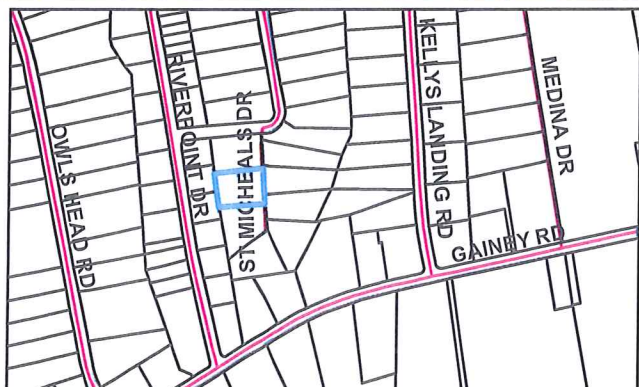 OWLS HEAD RD
RIVERPOINT DR
ST MICHEALS DR
KELLYS LANDING RD
MEDINA DR
GAINEY RD